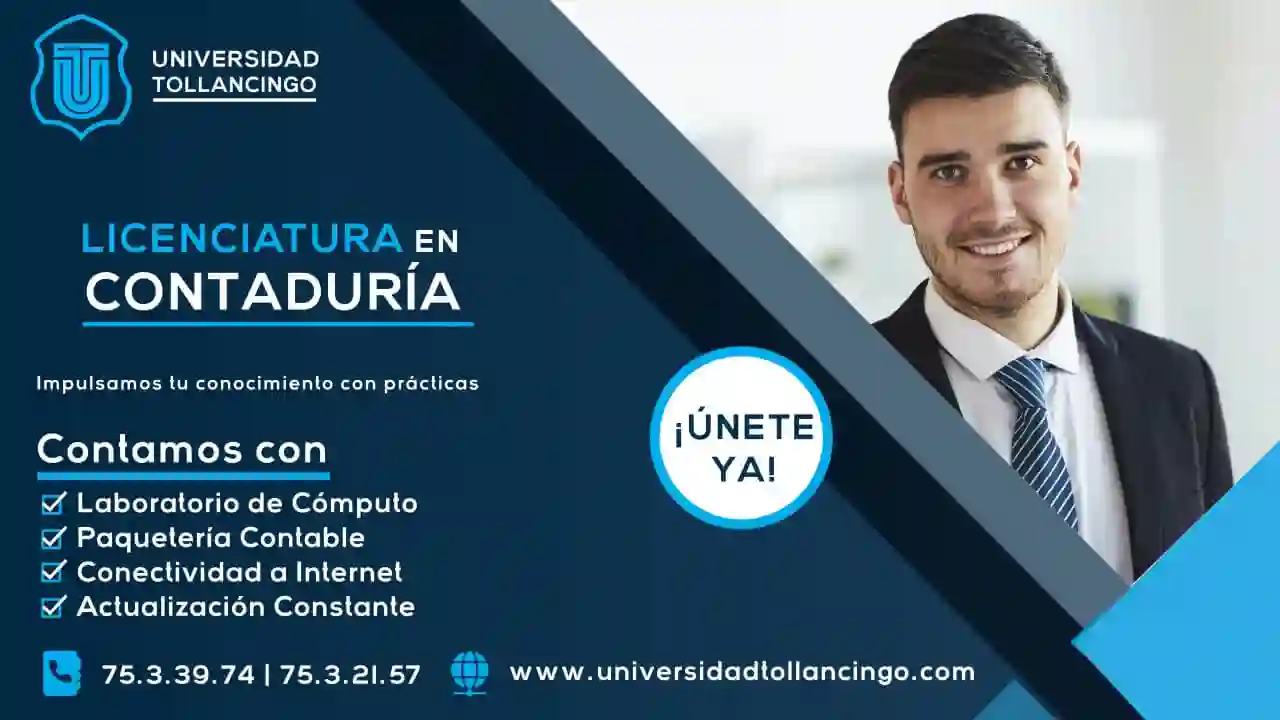 UNIVERSIDAD
TOLLANCINGO
LICENCIATURA EN
CONTADURÍA
Impulsamos tu conocimiento con prácticas
Contamos con
Laboratorio de Cómputo
Paquetería Contable
Conectividad a Internet
Actualización Constante
¡ÚNETE
YA!
75.3.39.74 | 75.3.21.57
www.universidadtollancingo.com